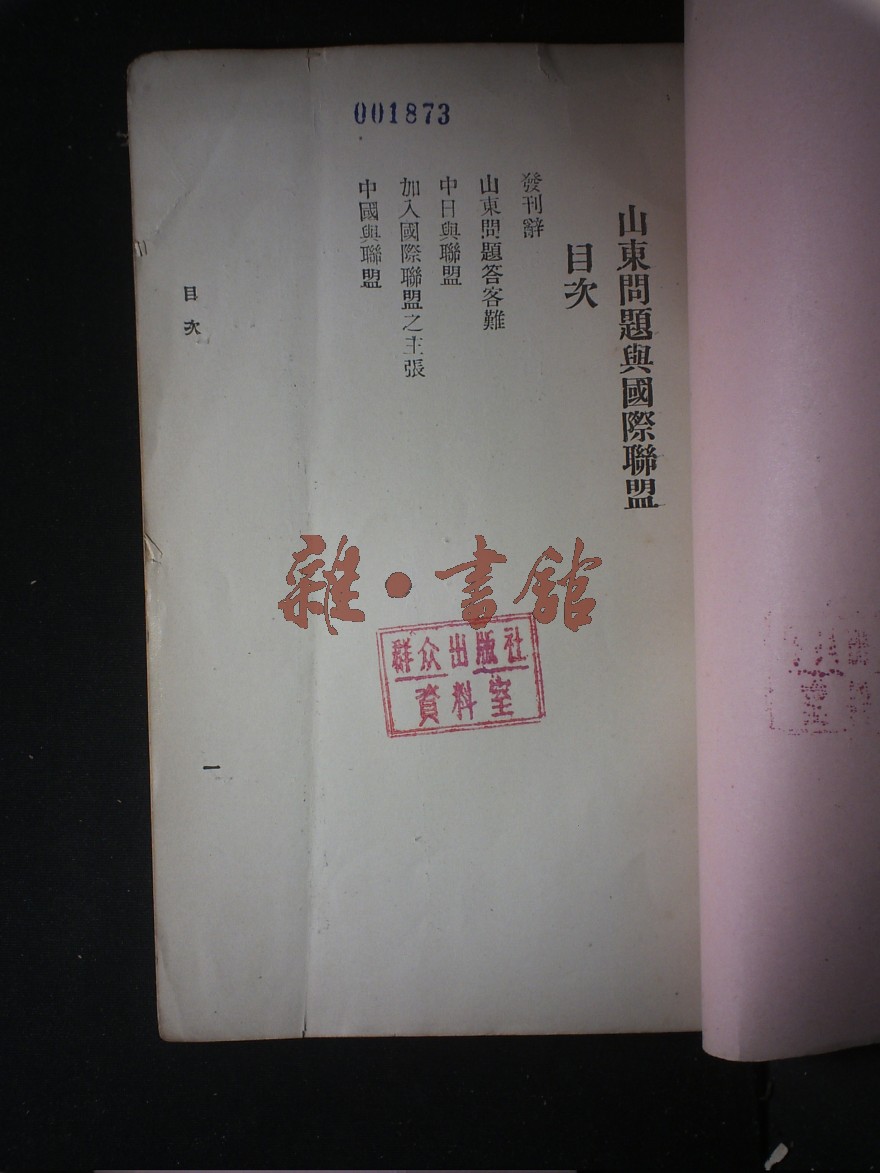 001873
山東問題與國際聯盟
目次
發刊辭
山東問題答客難
中日與聯盟
加入國際聯盟之主張
中國與聯盟
目次
一
雜·書館
群众出版社
資料室